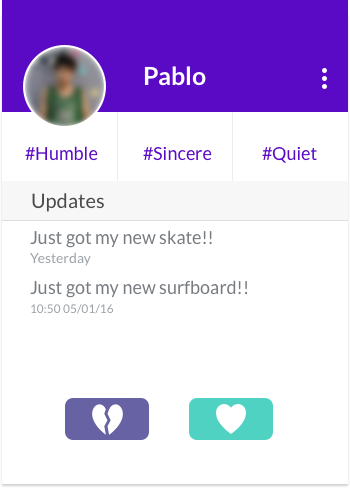 Pablo
#Humble
#Sincere
#Quiet
Updates
Just got my new skate!!
Yesterday
Just got my new surfboard!!
10:50 05/01/16